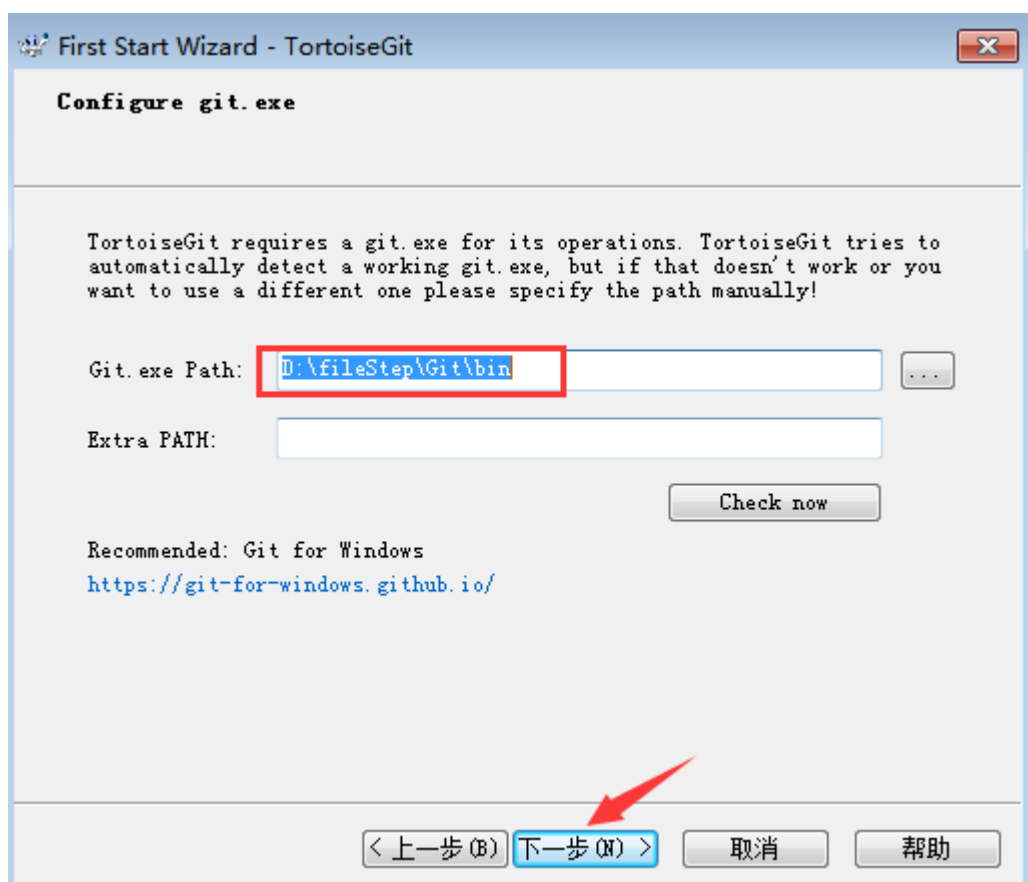 First Start Wizard - TortoiseGit
Configure git.exe
TortoiseGit requires a git.exe for its operations. TortoiseGit tries to
automatically detect a working git.exe, but if that doesn't work or you
want to use a different one please specify the path manually!
Git.exe Path: D:\fileStep\Git\bin ...
Extra PATH:
Check now
Recommended: Git for Windows
https://git-for-windows.github.io/
< 上一步(B) 下一步(N) > 取消 帮助